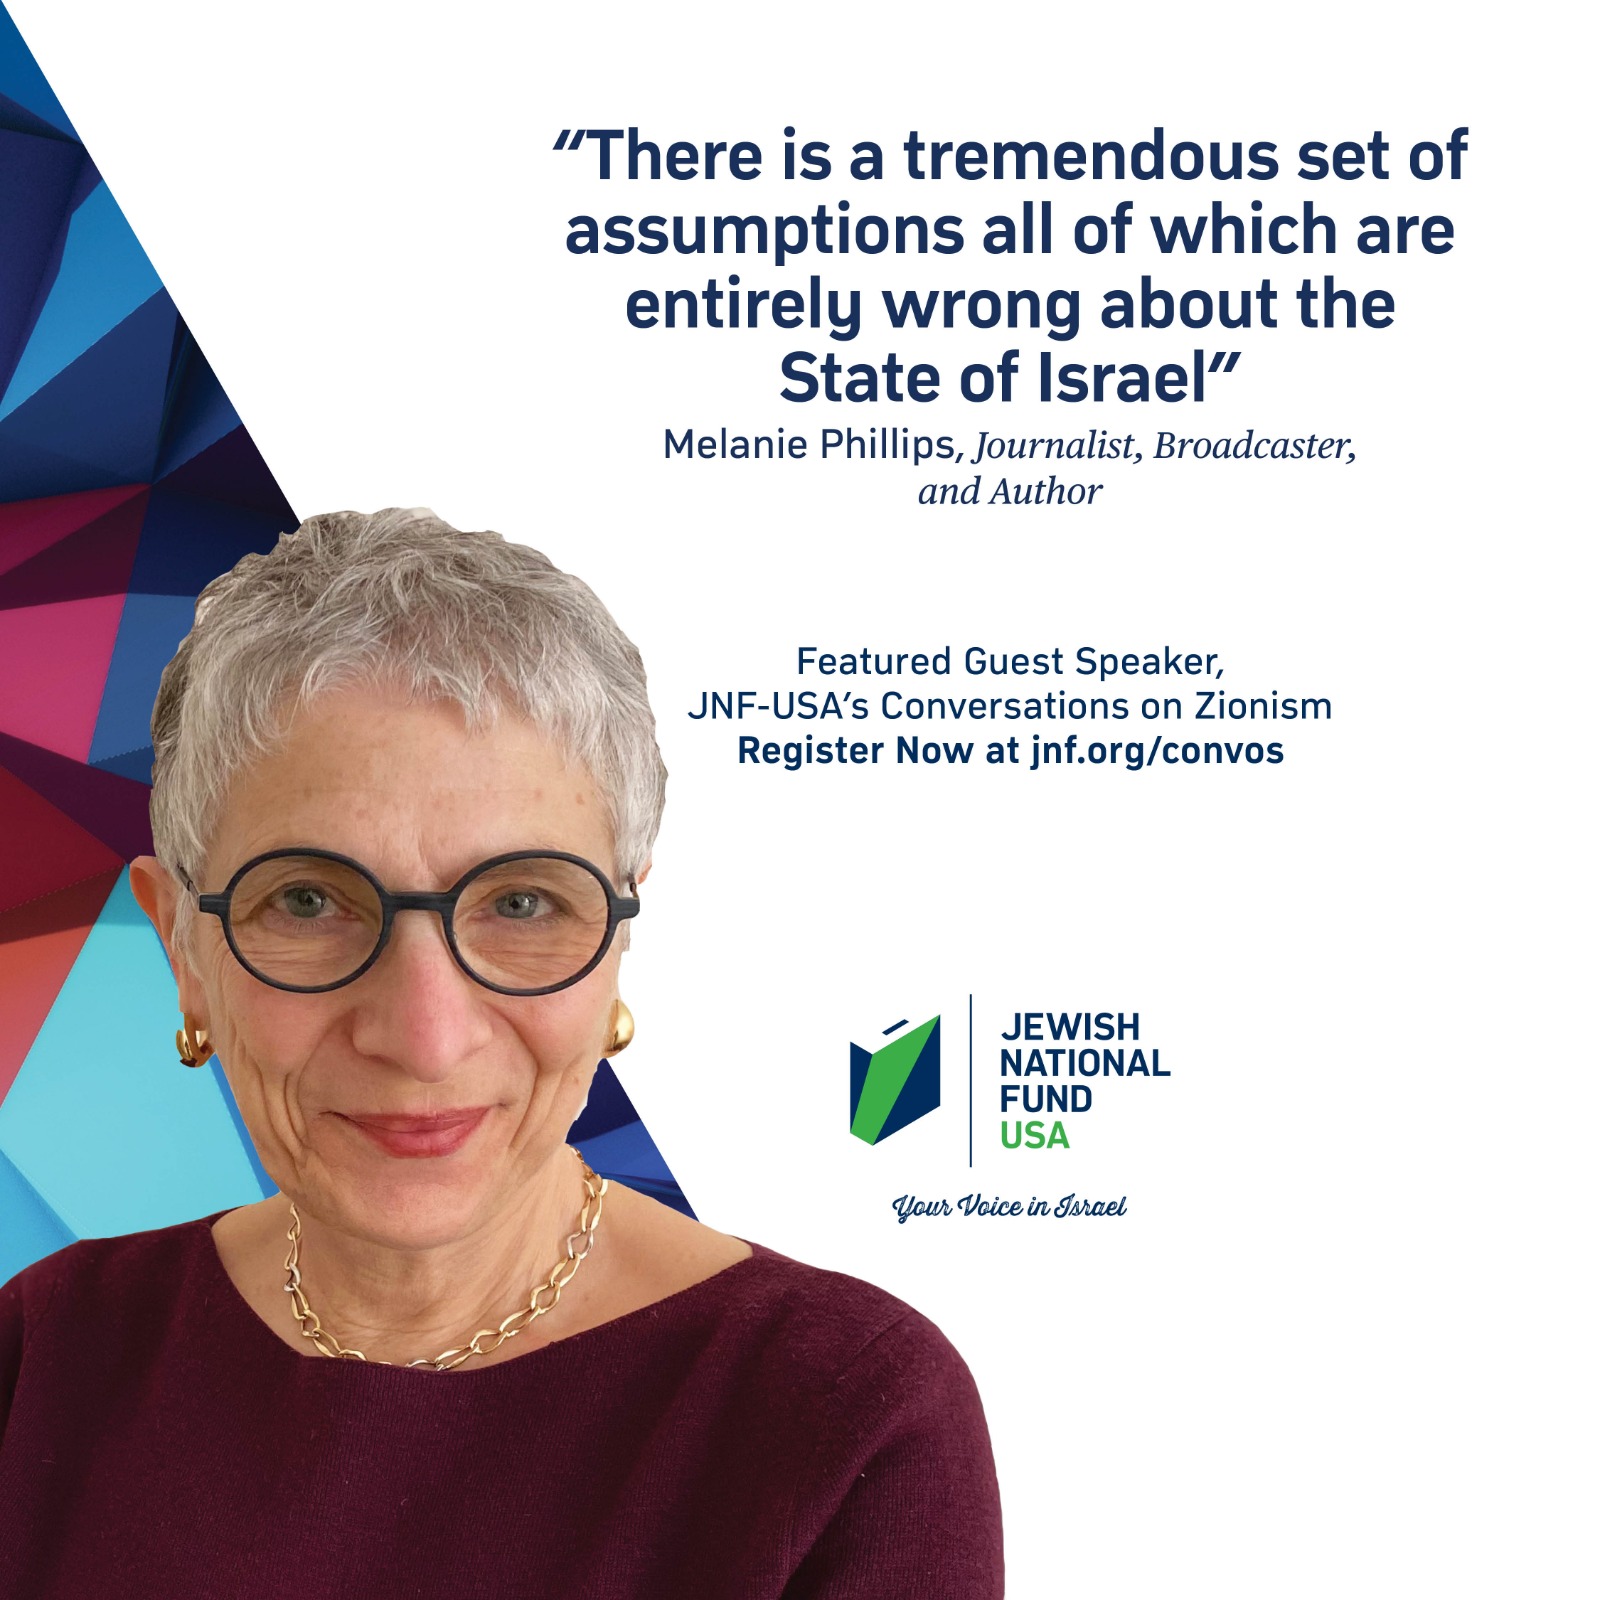 “There is a tremendous set of
assumptions all of which are
entirely wrong about the
State of Israel”
Melanie Phillips, Journalist, Broadcaster,
and Author
Featured Guest Speaker,
JNF-USA’s Conversations on Zionism
Register Now at jnf.org/convos
JEWISH
NATIONAL
FUND
USA
Your Voice in Israel